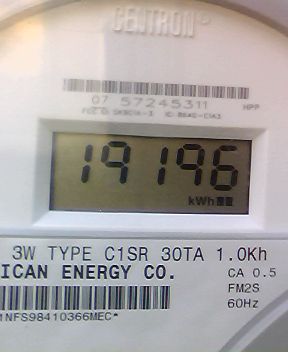 CENTRON®
07 57245311 HPP
19196
kWh
3W TYPE C1SR 30TA 1.0Kh
ICAN ENERGY CO. CA 0.5
FM2S
1NFS98410366MEC* 60Hz